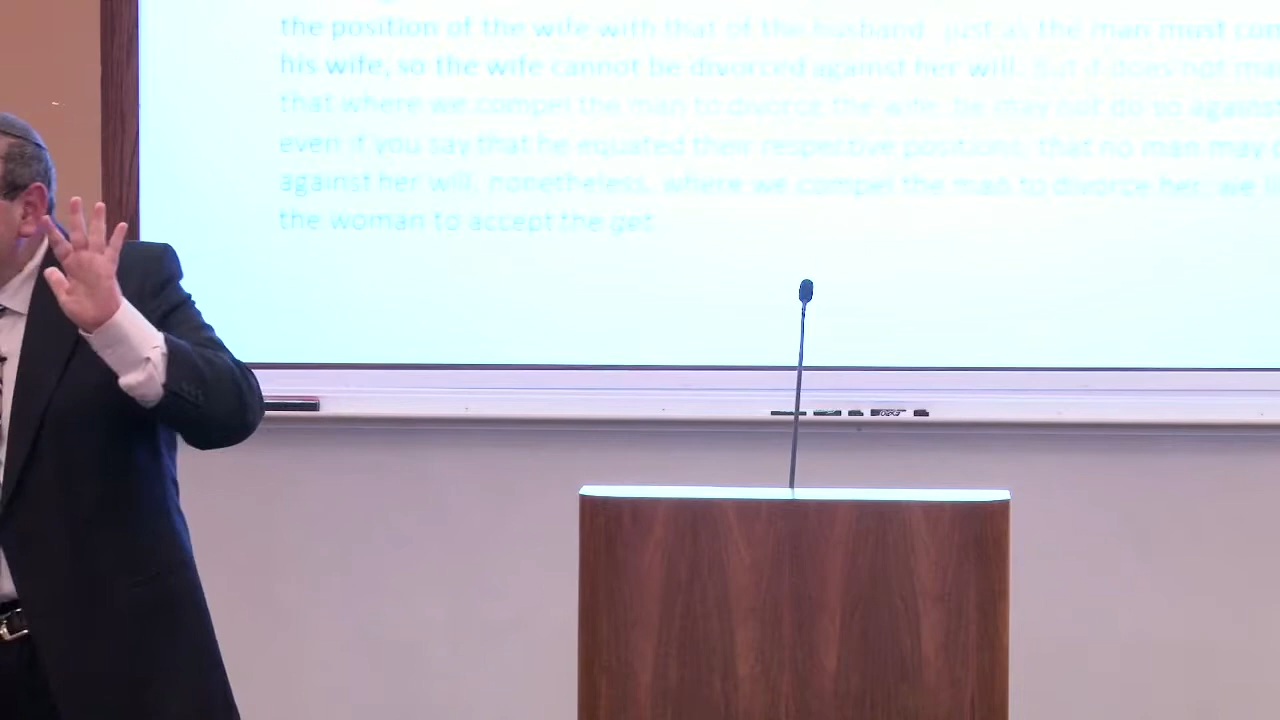 the position of the wife with that of the husband just as the man must con
his wife, so the wife cannot be divorced against her will. But it does not ma
that where we compel the man to divorce the wife, he may not do so against
even if you say that he equated their respective positions, that no man may
against her will, nonetheless, where we compel the man to divorce her, we
the woman to accept the get
EXPO